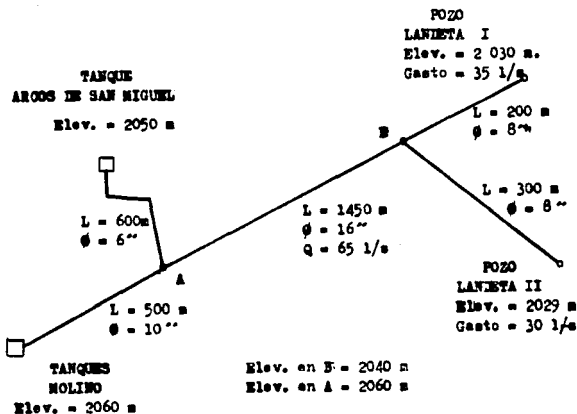 POZO
LANDETA I
Elev. = 2 030 m.
Gasto = 35 l/s
TANQUE
ARCOS DE SAN MIGUEL
Elev. = 2050 m
B
L = 200 m
ø = 8"
L = 300 m
ø = 8"
L = 600m
ø = 6"
L = 1450 m
ø = 16"
Q = 65 l/s
A
POZO
LANDETA II
Elev. = 2029 m
Gasto = 30 l/s
L = 500 m
ø = 10"
TANQUES
MOLINO
Elev. = 2060 m
Elev. en B = 2040 m
Elev. en A = 2060 m